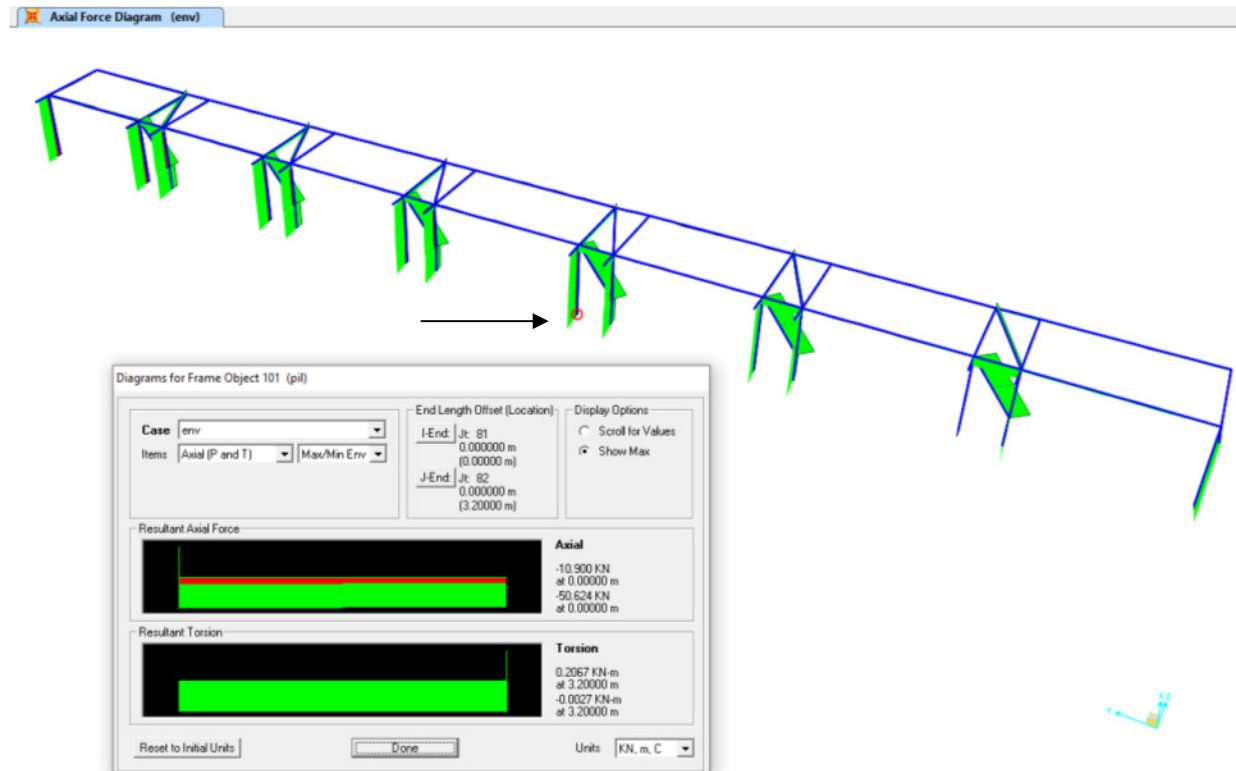 Axial Force Diagram (env)
Diagrams for Frame Object 101 (pil)
Case env
Items Axial (P and T) Max/Min Env
End Length Offset (Location)
I-End: Jt: 81
0.000000 m
(0.00000 m)
J-End: Jt: 82
0.000000 m
(3.20000 m)
Display Options
Scroll for Values
Show Max
Resultant Axial Force
Axial
-10.900 KN
at 0.00000 m
-50.624 KN
at 0.00000 m
Resultant Torsion
Torsion
0.2067 KN-m
at 3.20000 m
-0.0027 KN-m
at 3.20000 m
Reset to Initial Units
Done
Units KN, m, C
Y
Z